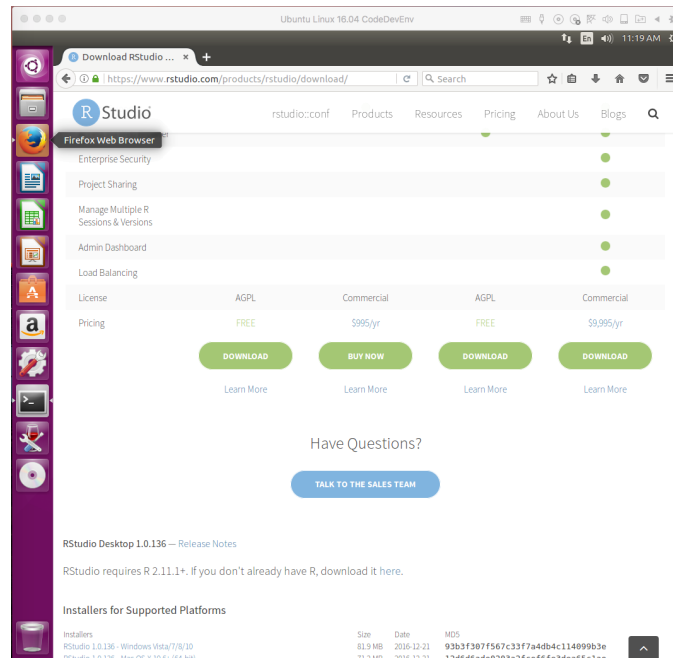 Ubuntu Linux 16.04 CodeDevEnv
En 11:19 AM
Download RStudio ...
https://www.rstudio.com/products/rstudio/download/
Search
R Studio
rstudio::conf Products Resources Pricing About Us Blogs
Firefox Web Browser
Enterprise Security
Project Sharing
Manage Multiple R
Sessions & Versions
Admin Dashboard
Load Balancing
License AGPL Commercial AGPL Commercial
Pricing FREE $995/yr FREE $9,995/yr
DOWNLOAD BUY NOW DOWNLOAD DOWNLOAD
Learn More Learn More Learn More Learn More
Have Questions?
TALK TO THE SALES TEAM
RStudio Desktop 1.0.136 — Release Notes
RStudio requires R 2.11.1+. If you don't already have R, download it here.
Installers for Supported Platforms
Installers Size Date MD5
RStudio 1.0.136 - Windows Vista/7/8/10 81.9 MB 2016-12-21 93b3f307f567c33f7a4db4c114099b3e